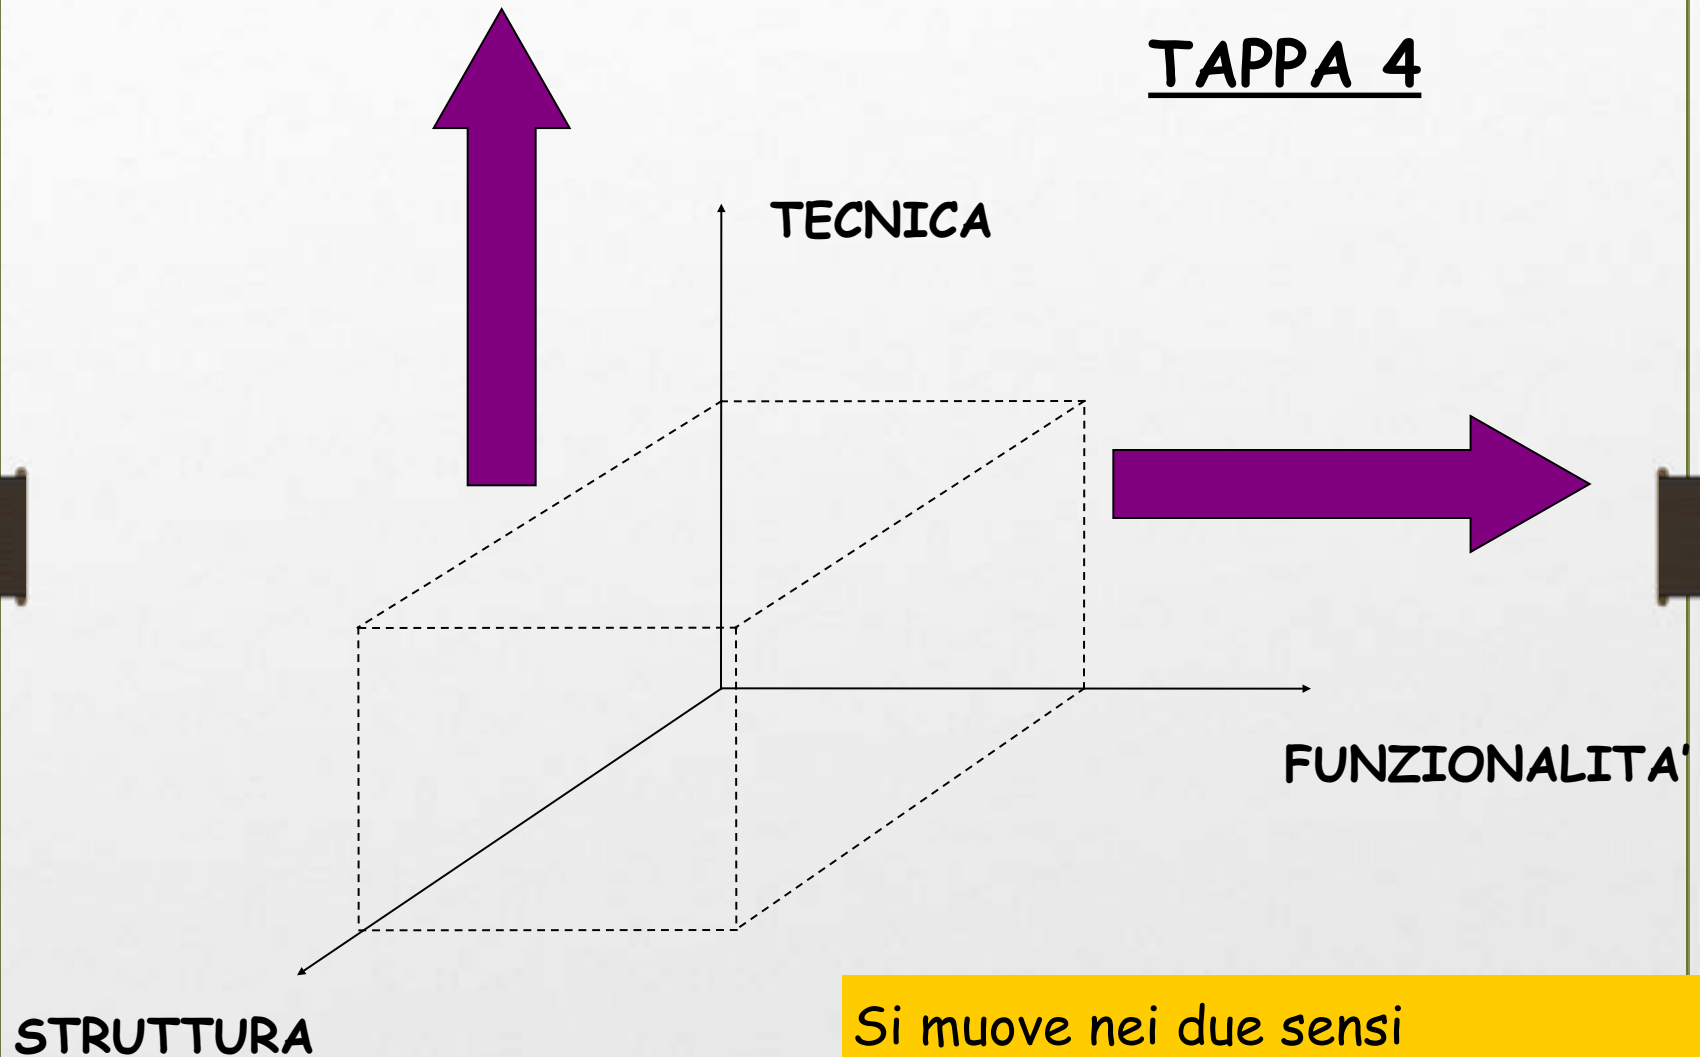 TAPPA 4
TECNICA
FUNZIONALITA'
STRUTTURA
Si muove nei due sensi